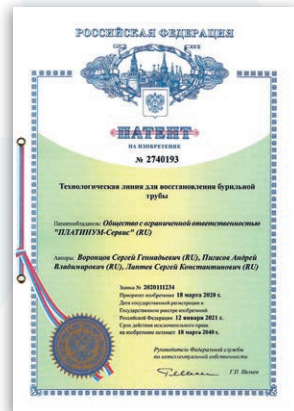 РОССИЙСКАЯ ФЕДЕРАЦИЯ
ПАТЕНТ
НА ИЗОБРЕТЕНИЕ
№ 2740193
Технологическая линия для восстановления бурильной
трубы
Патентообладатель: Общество с ограниченной ответственностью
"ПЛАТИНУМ-Сервис" (RU)
Авторы: Воронцов Сергей Геннадьевич (RU), Пигасов Андрей
Владимирович (RU), Лаптев Сергей Константинович (RU)
Заявка № 2020111234
Приоритет изобретения 18 марта 2020 г.
Дата государственной регистрации в
Государственном реестре изобретений
Российской Федерации 12 января 2021 г.
Срок действия исключительного права
на изобретение истекает 18 марта 2040 г.
Руководитель Федеральной службы
по интеллектуальной собственности
Г.П. Ивлиев